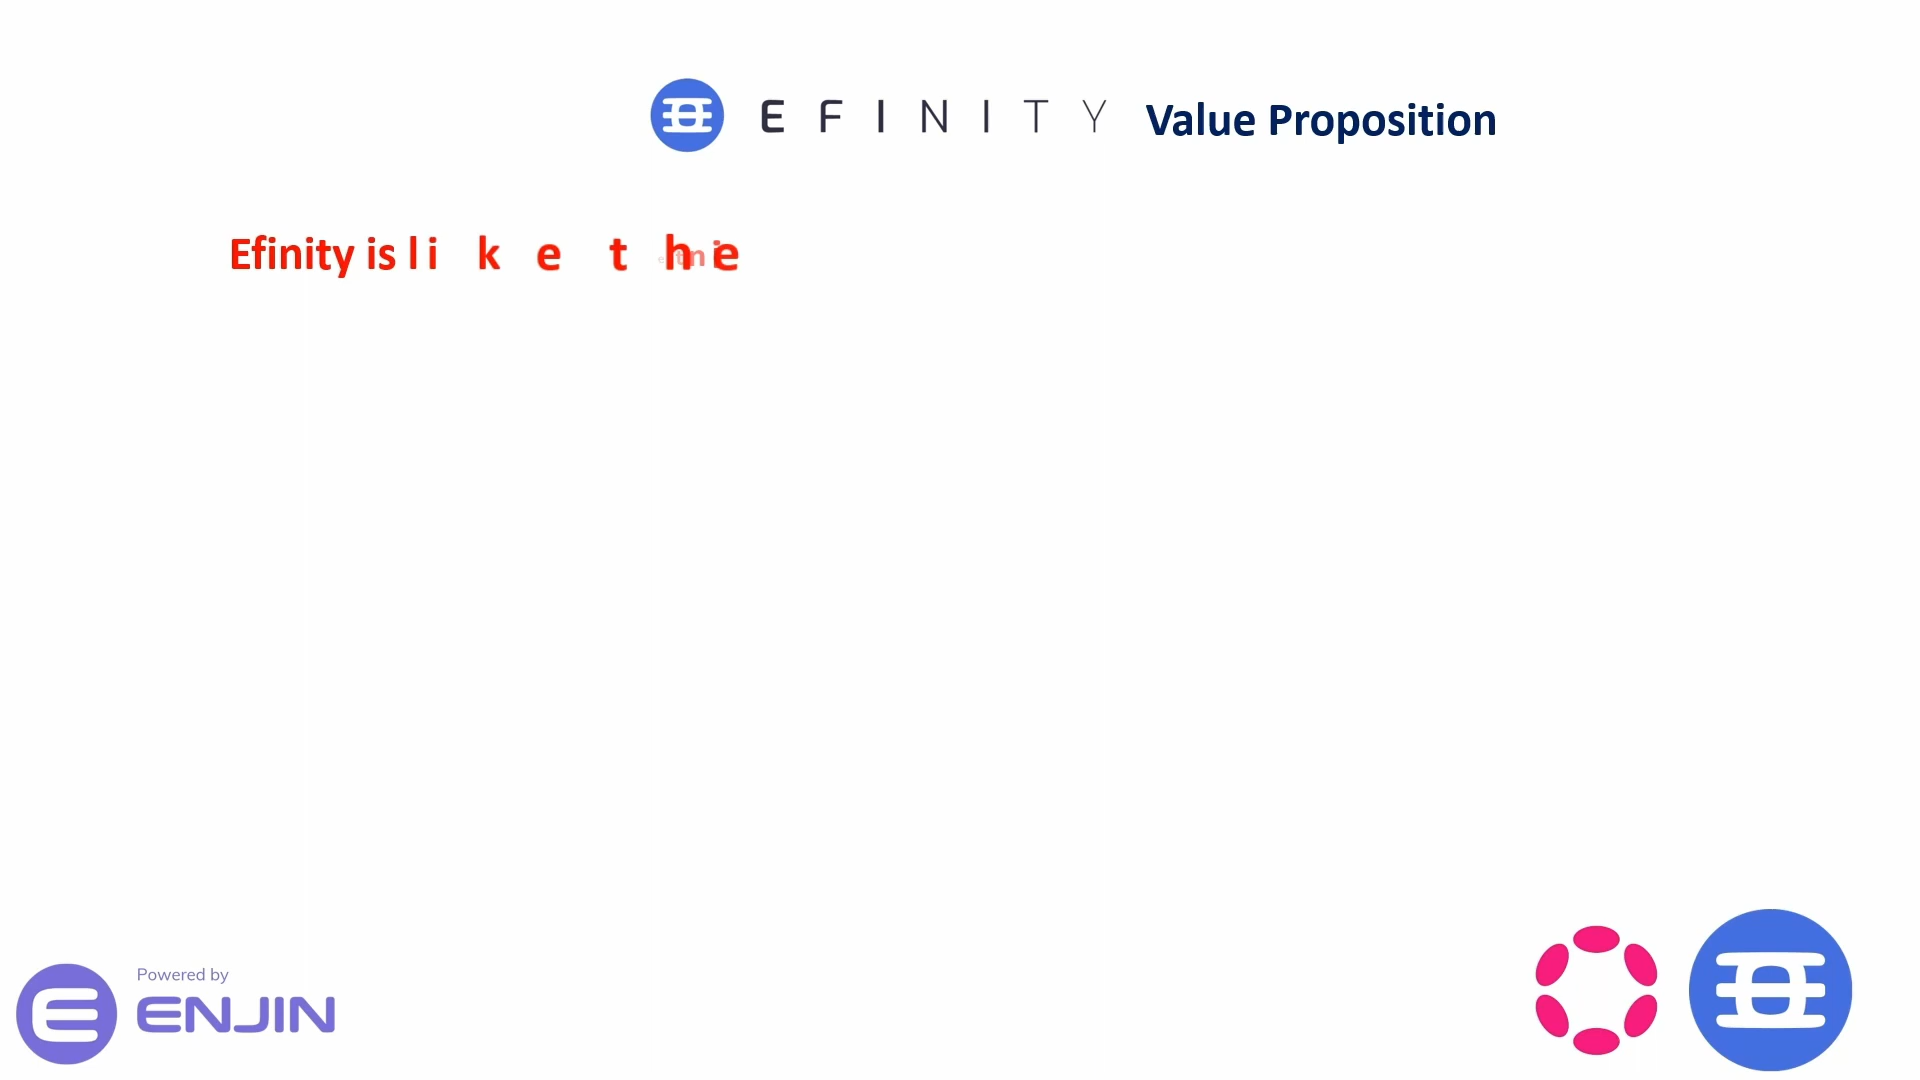 EFINITY Value Proposition
Efinity is like the
Powered by
ENJIN